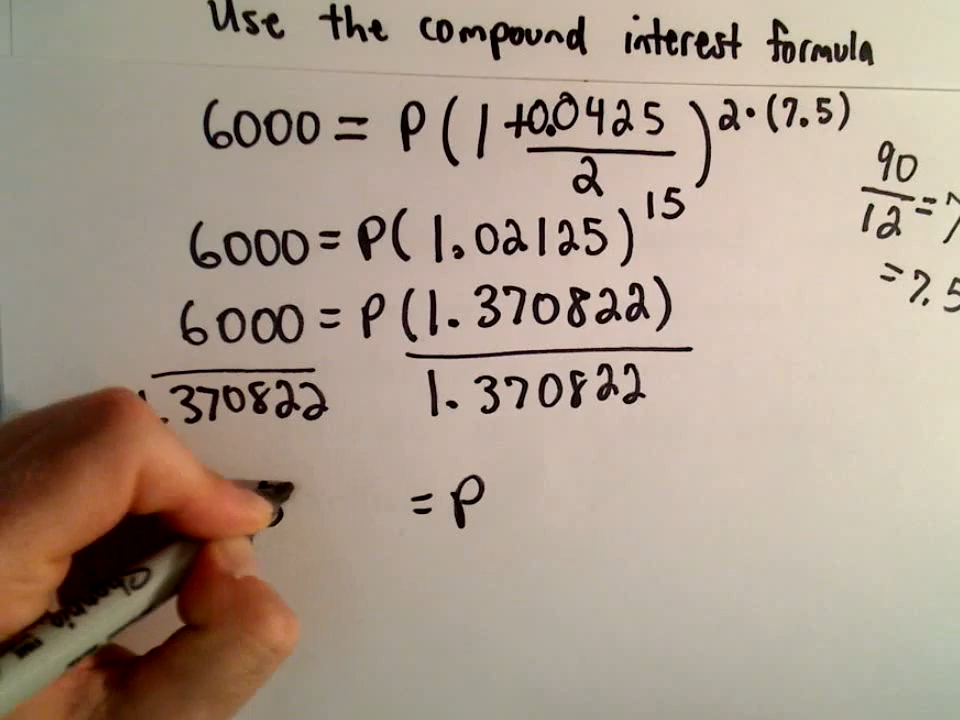 Use the compound interest formula
6000 = P(1+0.0425/2)^2·(7.5)
90/12 = 7
= 7.5
6000 = P(1.02125)^15
6000 = P(1.370822)
1.370822 1.370822
= P